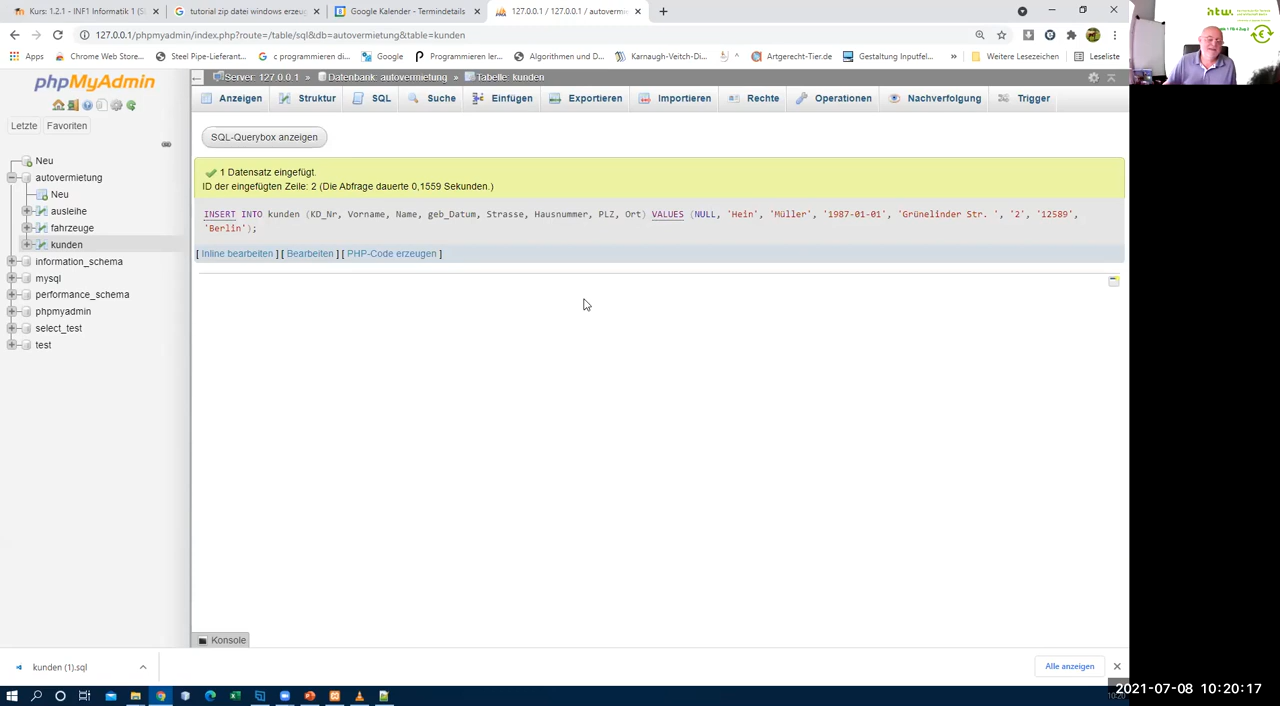 Kurs: 1.2.1 - INF1 Informatik 1 (S
tutorial zip datei windows erzeug
Google Kalender - Termindetails
127.0.0.1 / 127.0.0.1 / autovermie
127.0.0.1/phpmyadmin/index.php?route=/table/sql&db=autovermietung&table=kunden
Apps
Chrome Web Store...
Steel Pipe-Lieferant...
c programmieren di...
Google
Programmieren ler...
Algorithmen und D...
Karnaugh-Veitch-Di...
Artgerecht-Tier.de
Gestaltung Inputfel...
»
Weitere Lesezeichen
Leseliste
phpMyAdmin
Server: 127.0.0.1 » Datenbank: autovermietung » Tabelle: kunden
Anzeigen
Struktur
SQL
Suche
Einfügen
Exportieren
Importieren
Rechte
Operationen
Nachverfolgung
Trigger
Letzte
Favoriten
SQL-Querybox anzeigen
Neu
autovermietung
Neu
ausleihe
fahrzeuge
kunden
information_schema
mysql
performance_schema
phpmyadmin
select_test
test
1 Datensatz eingefügt.
ID der eingefügten Zeile: 2 (Die Abfrage dauerte 0,1559 Sekunden.)
INSERT INTO kunden (KD_Nr, Vorname, Name, geb_Datum, Strasse, Hausnummer, PLZ, Ort) VALUES (NULL, 'Hein', 'Müller', '1987-01-01', 'Grünelinder Str. ', '2', '12589',
'Berlin');
[ Inline bearbeiten ] [ Bearbeiten ] [ PHP-Code erzeugen ]
Konsole
kunden (1).sql
Alle anzeigen
htw
2021-07-08 10:20:17